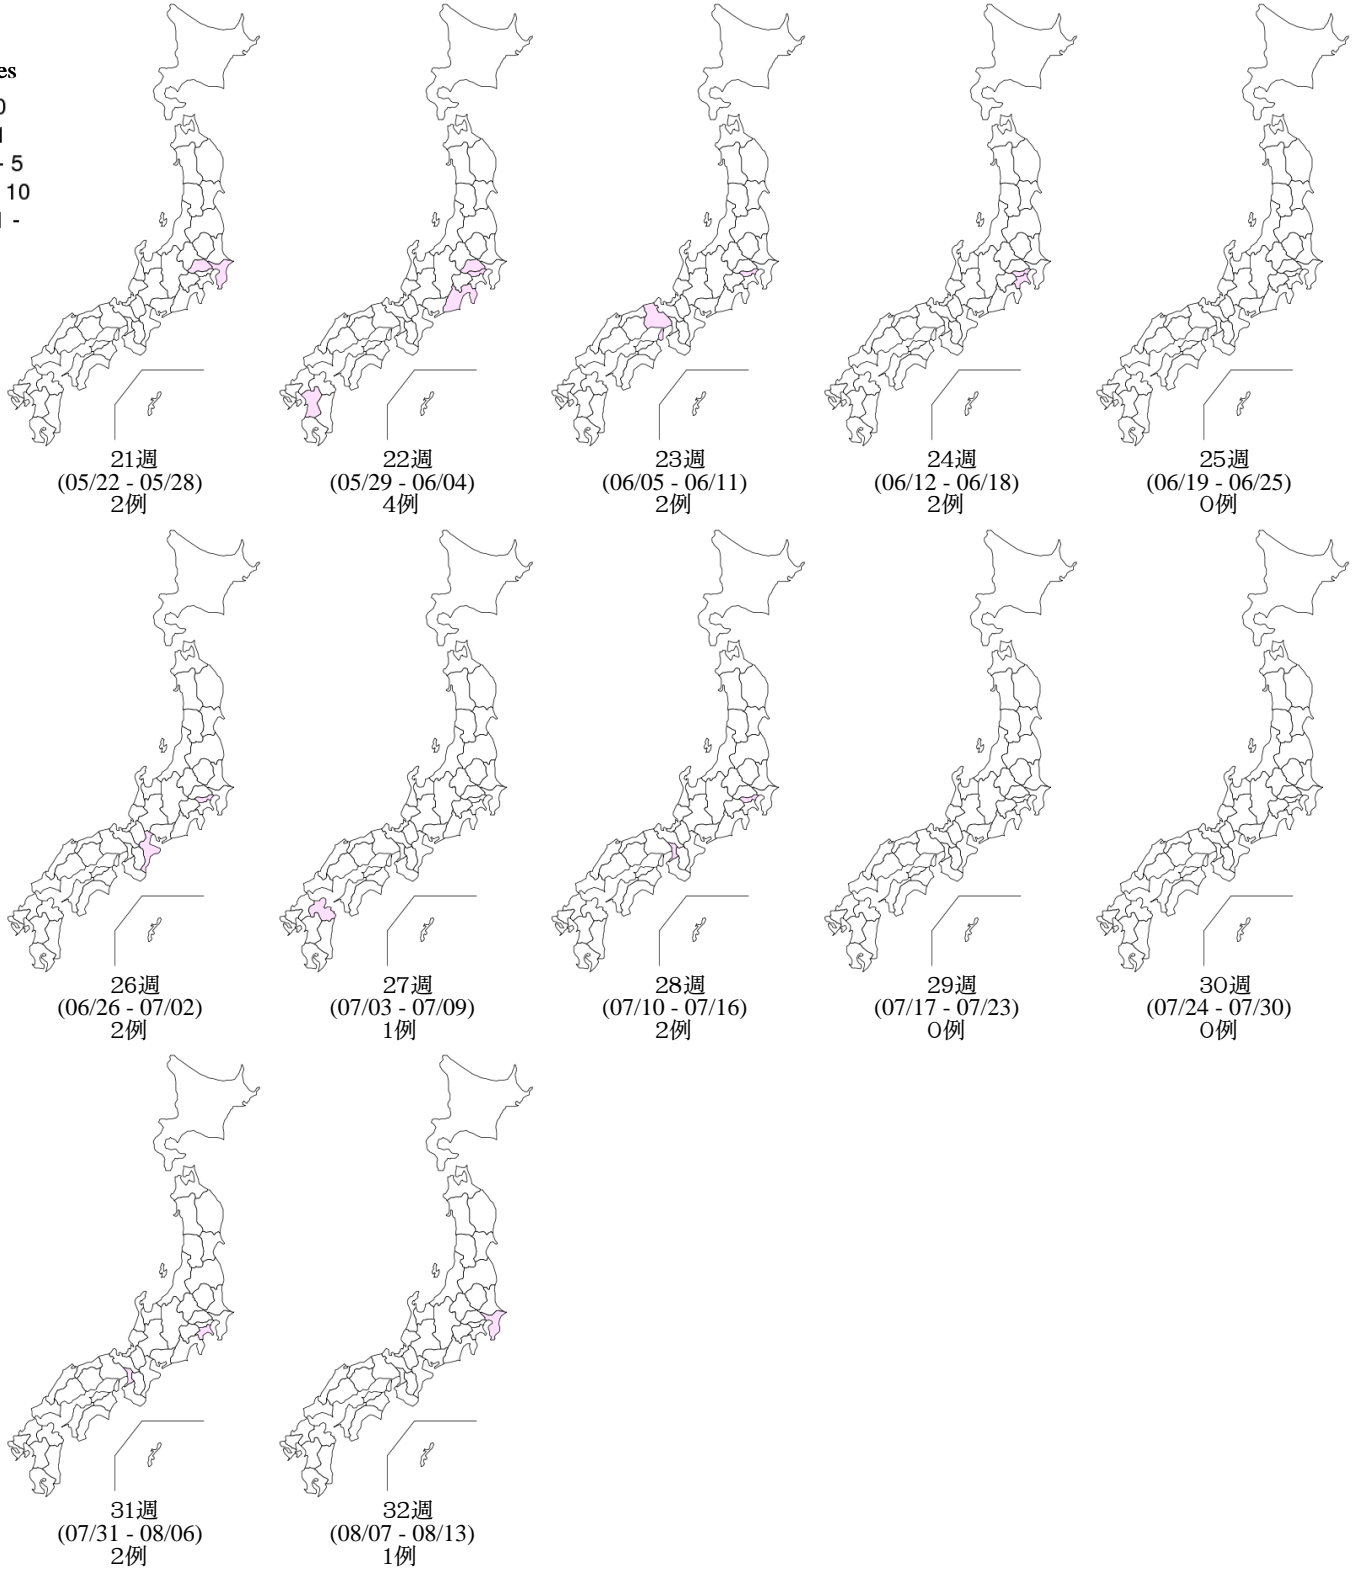 es
0
1
- 5
10
-
21週
(05/22 - 05/28)
2例
22週
(05/29 - 06/04)
4例
23週
(06/05 - 06/11)
2例
24週
(06/12 - 06/18)
2例
25週
(06/19 - 06/25)
0例
26週
(06/26 - 07/02)
2例
27週
(07/03 - 07/09)
1例
28週
(07/10 - 07/16)
2例
29週
(07/17 - 07/23)
0例
30週
(07/24 - 07/30)
0例
31週
(07/31 - 08/06)
2例
32週
(08/07 - 08/13)
1例